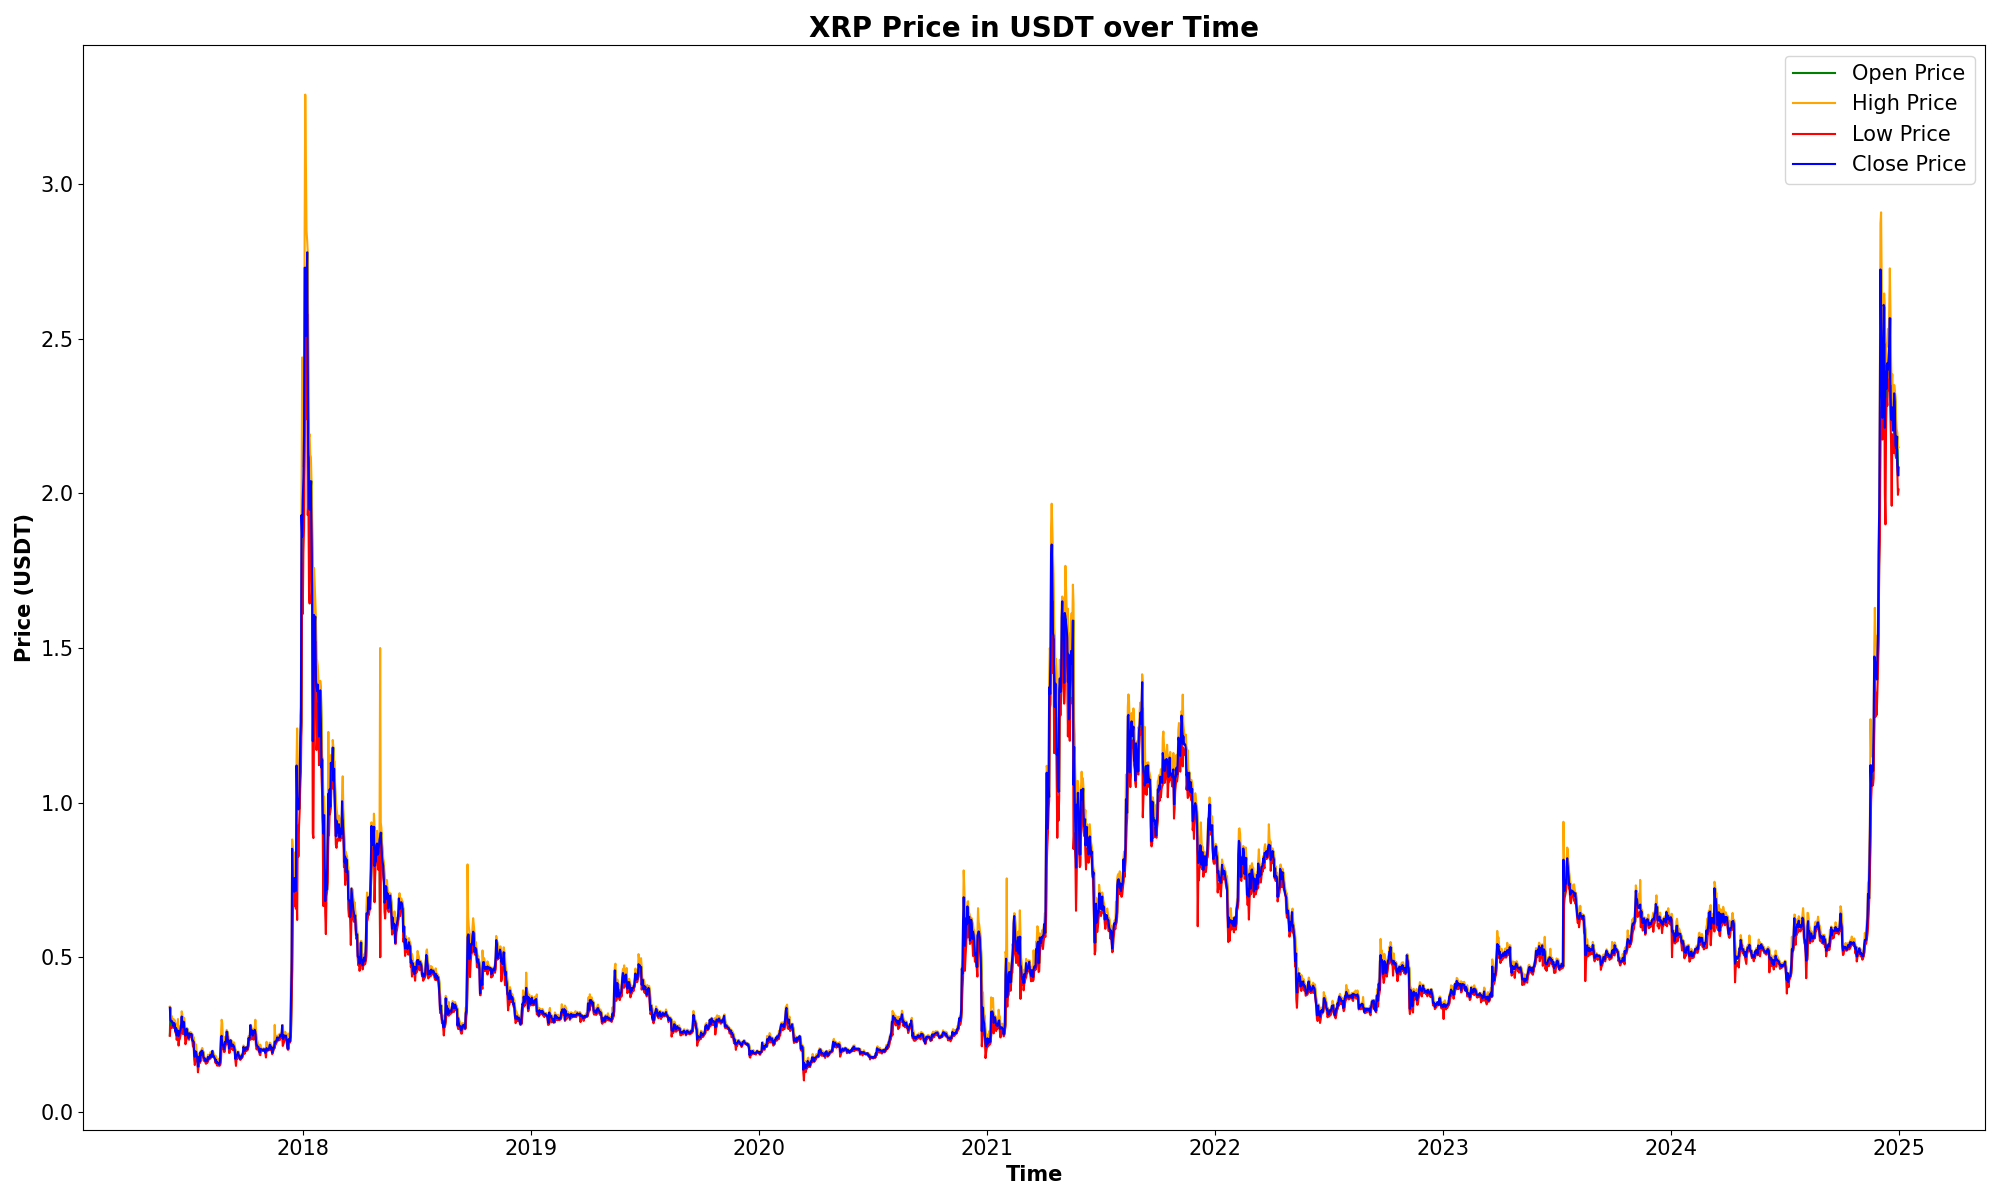 XRP Price in USDT over Time
Open Price
High Price
Low Price
Close Price
Price (USDT)
3.0
2.5
2.0
1.5
1.0
0.5
0.0
2018 2019 2020 2021 2022 2023 2024 2025
Time